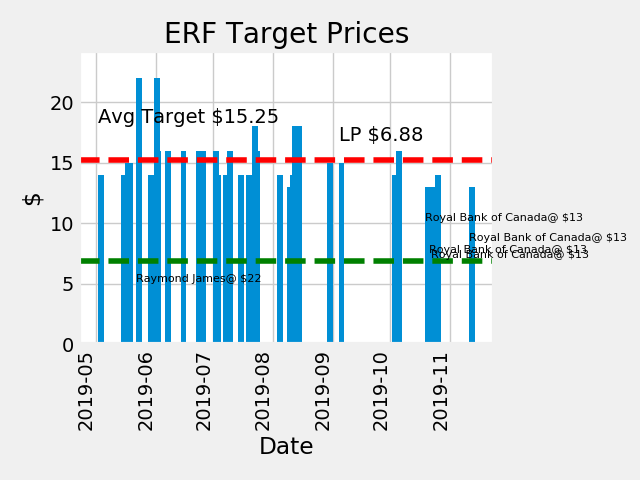 ERF Target Prices
20
Avg Target $15.25
LP $6.88
15
$
10
Royal Bank of Canada@ $13
Royal Bank of Canada@ $13
Royal Bank of Canada@ $13
Royal Bank of Canada@ $13
5
Raymond James@ $22
0
2019-05
2019-06
2019-07
2019-08
2019-09
2019-10
2019-11
Date